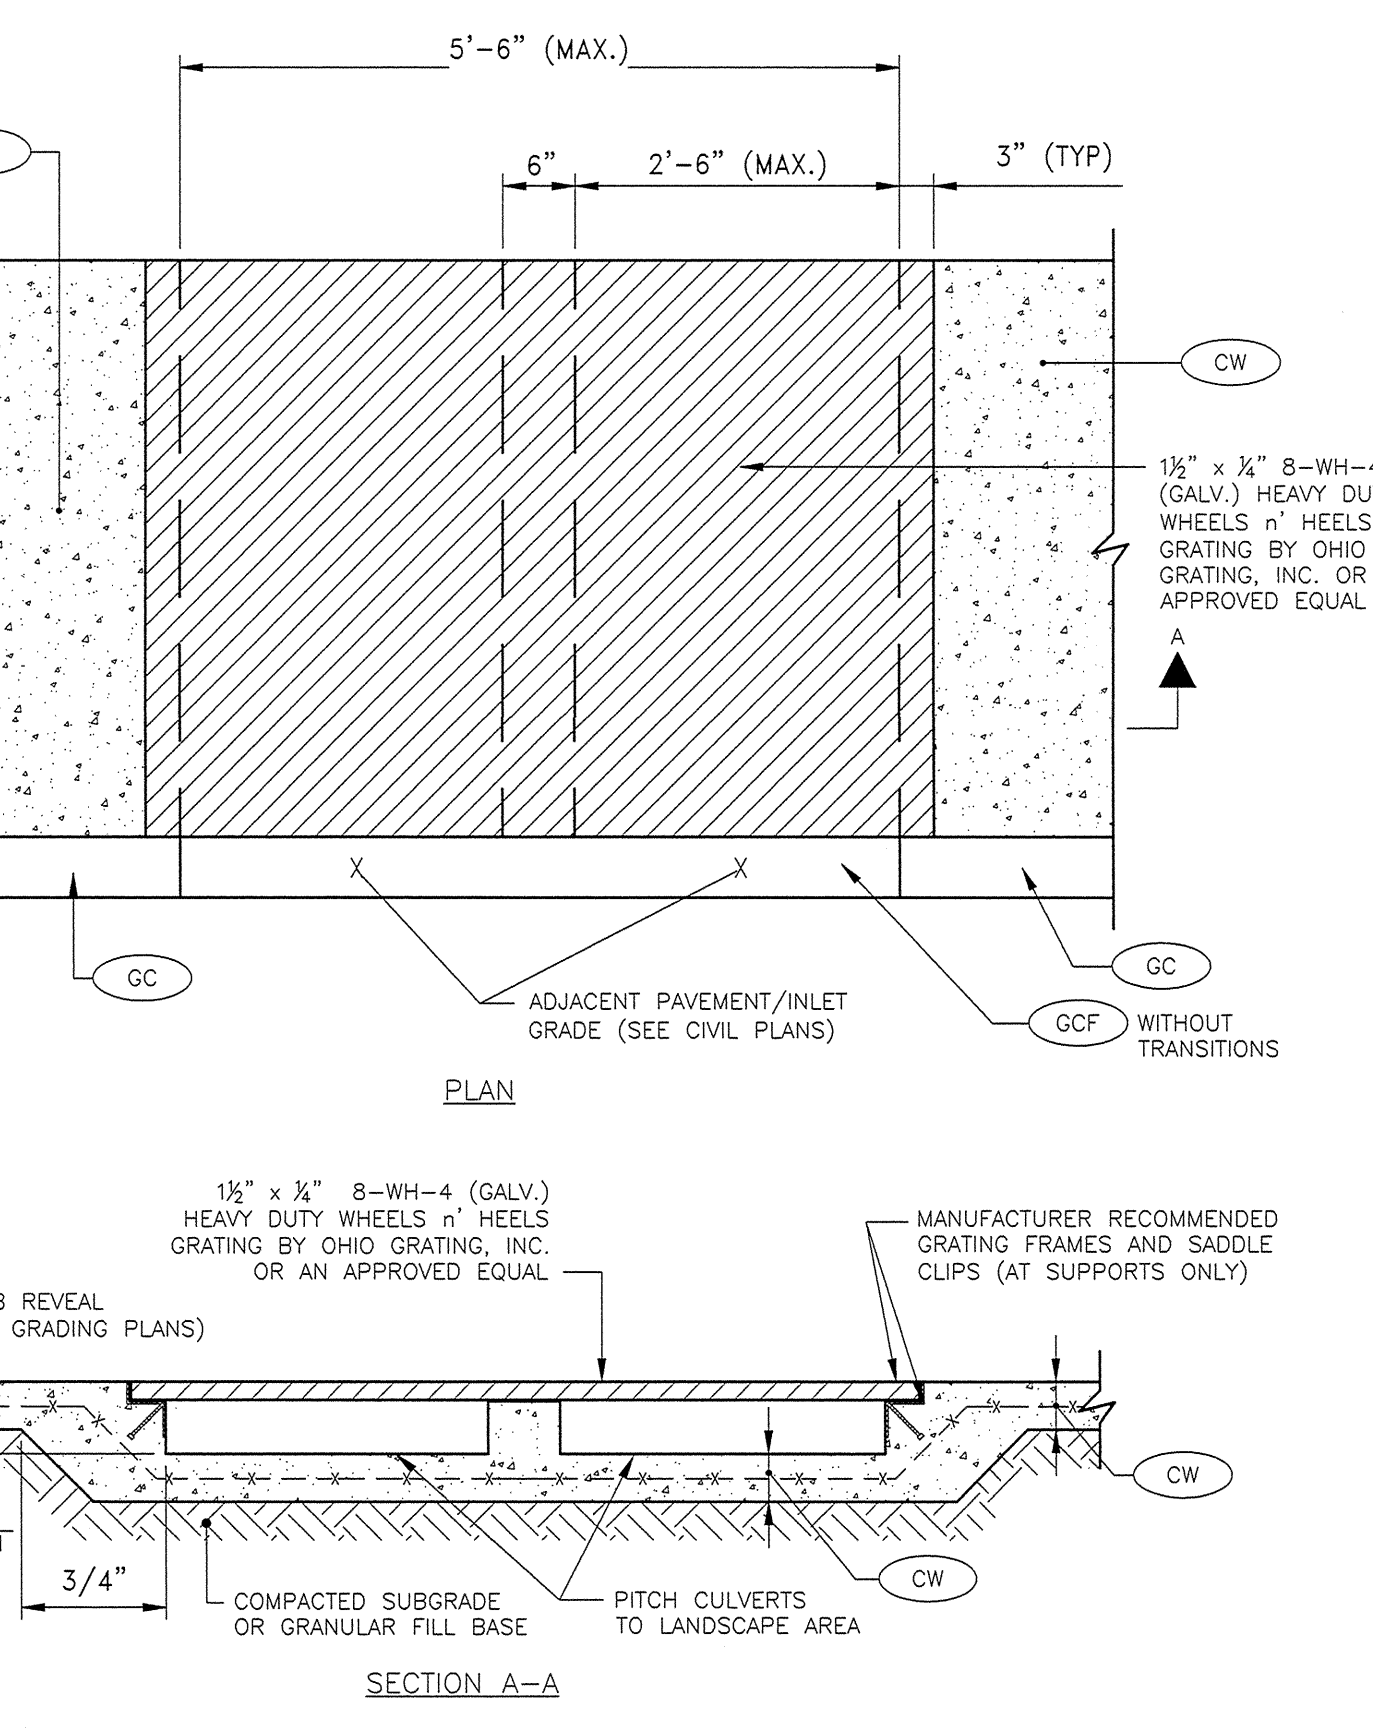 5'-6" (MAX.)
6"
2'-6" (MAX.)
3" (TYP)
CW
1½" x ¼" 8-WH-4
(GALV.) HEAVY DU
WHEELS n' HEELS
GRATING BY OHIO
GRATING, INC. OR
APPROVED EQUAL
A
X
X
GC
GC
ADJACENT PAVEMENT/INLET
GRADE (SEE CIVIL PLANS)
GCF
WITHOUT
TRANSITIONS
PLAN
1½" x ¼" 8-WH-4 (GALV.)
HEAVY DUTY WHEELS n' HEELS
GRATING BY OHIO GRATING, INC.
OR AN APPROVED EQUAL
MANUFACTURER RECOMMENDED
GRATING FRAMES AND SADDLE
CLIPS (AT SUPPORTS ONLY)
REVEAL
GRADING PLANS)
CW
CW
3/4"
COMPACTED SUBGRADE
OR GRANULAR FILL BASE
PITCH CULVERTS
TO LANDSCAPE AREA
SECTION A-A